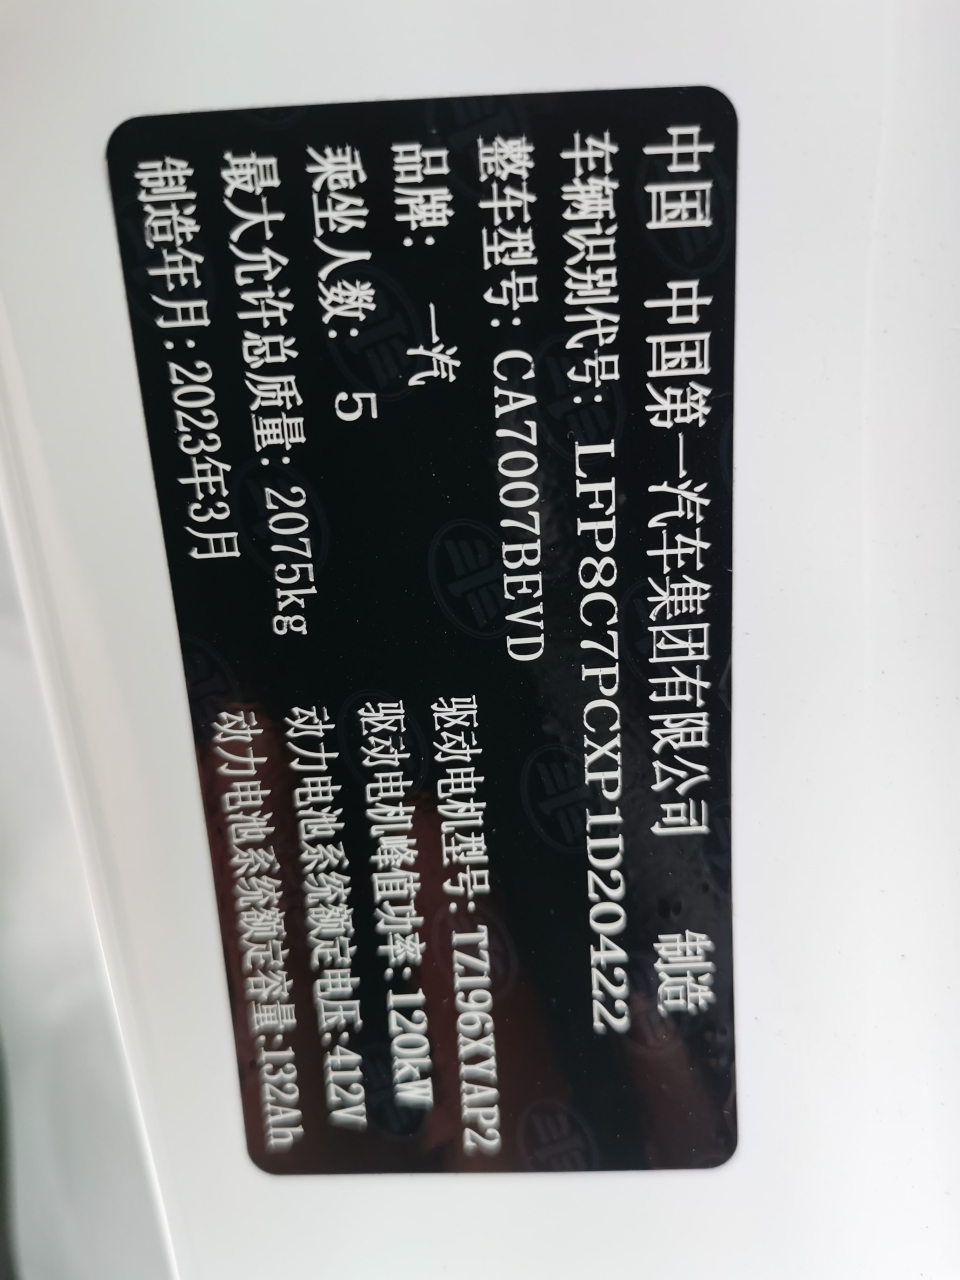 中国 中国第一汽车集团有限公司 制造
车辆识别代号: LFP8C7PCXP1D20422
整车型号: CA7007BEVD
品牌: 一汽
乘坐人数: 5
最大允许总质量: 2075kg
制造年月: 2023年3月
驱动电机型号: TZ196XYAP2
驱动电机峰值功率: 120kW
动力电池系统额定电压:412V
动力电池系统额定容量:132Ah